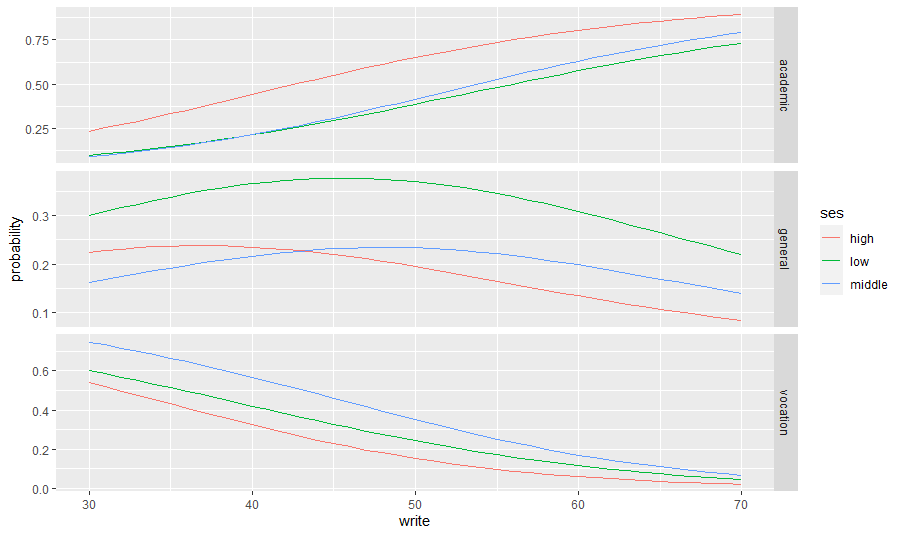 0.75
0.50
0.25
academic
0.3
0.2
0.1
general
0.6
0.4
0.2
0.0
vocation
probability
30 40 50 60 70
write
ses
high
low
middle